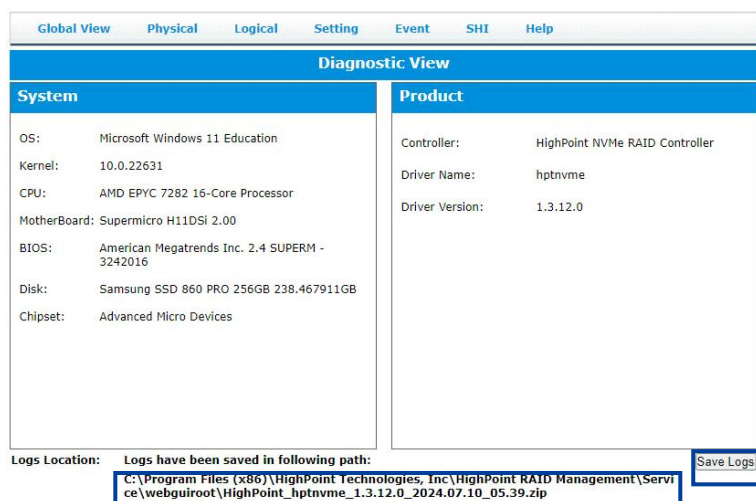 Global View Physical Logical Setting Event SHI Help
Diagnostic View
System
OS: Microsoft Windows 11 Education
Kernel: 10.0.22631
CPU: AMD EPYC 7282 16-Core Processor
MotherBoard: Supermicro H11DSi 2.00
BIOS: American Megatrends Inc. 2.4 SUPERM -
3242016
Disk: Samsung SSD 860 PRO 256GB 238.467911GB
Chipset: Advanced Micro Devices
Product
Controller: HighPoint NVMe RAID Controller
Driver Name: hptnvme
Driver Version: 1.3.12.0
Logs Location: Logs have been saved in following path:
Save Logs
C:\Program Files (x86)\HighPoint Technologies, Inc\HighPoint RAID Management\Servi
ce\webguiroot\HighPoint_hptnvme_1.3.12.0_2024.07.10_05.39.zip